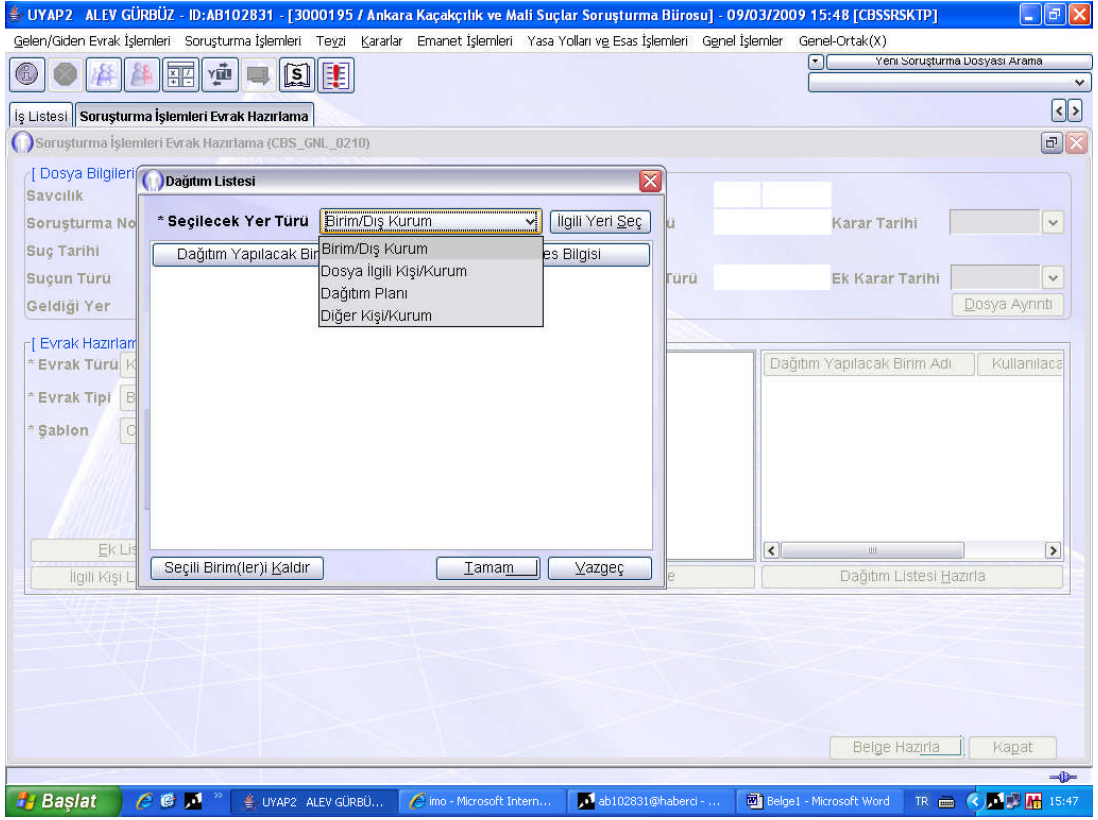 UYAP2 ALEV GÜRBÜZ - ID:AB102831 - [3000195 / Ankara Kaçakçılık ve Mali Suçlar Soruşturma Bürosu] - 09/03/2009 15:48 [CBSSRSKTP]
Gelen/Giden Evrak İşlemleri Soruşturma İşlemleri Tevzi Kararlar Emanet İşlemleri Yasa Yolları ve Esas İşlemleri Genel İşlemler Genel-Ortak(X)
Yeni Soruşturma Dosyası Arama
İş Listesi Soruşturma İşlemleri Evrak Hazırlama
Soruşturma İşlemleri Evrak Hazırlama (CBS_GNL_0210)
[ Dosya Bilgileri
Dağıtım Listesi
Savcılık
* Seçilecek Yer Türü Birim/Dış Kurum İlgili Yeri Seç
Soruşturma No Karar Tarihi
Suç Tarihi
Dağıtım Yapılacak Bir es Bilgisi
Birim/Dış Kurum
Dosya İlgili Kişi/Kurum
Dağıtım Planı
Diğer Kişi/Kurum
Suçun Türü Türü Ek Karar Tarihi
Geldiği Yer Dosya Ayrıntı
[ Evrak Hazırlam
* Evrak Türü K
Dağıtım Yapılacak Birim Adı Kullanılaca
* Evrak Tipi B
* Şablon C
Ek Lis
Seçili Birim(ler)i Kaldır Tamam Vazgeç
İlgili Kişi L e Dağıtım Listesi Hazırla
Belge Hazırla Kapat
Başlat UYAP2 ALEV GÜRBÜ... imo - Microsoft Intern... ab102831@haberci - ... Belge1 - Microsoft Word TR 15:47